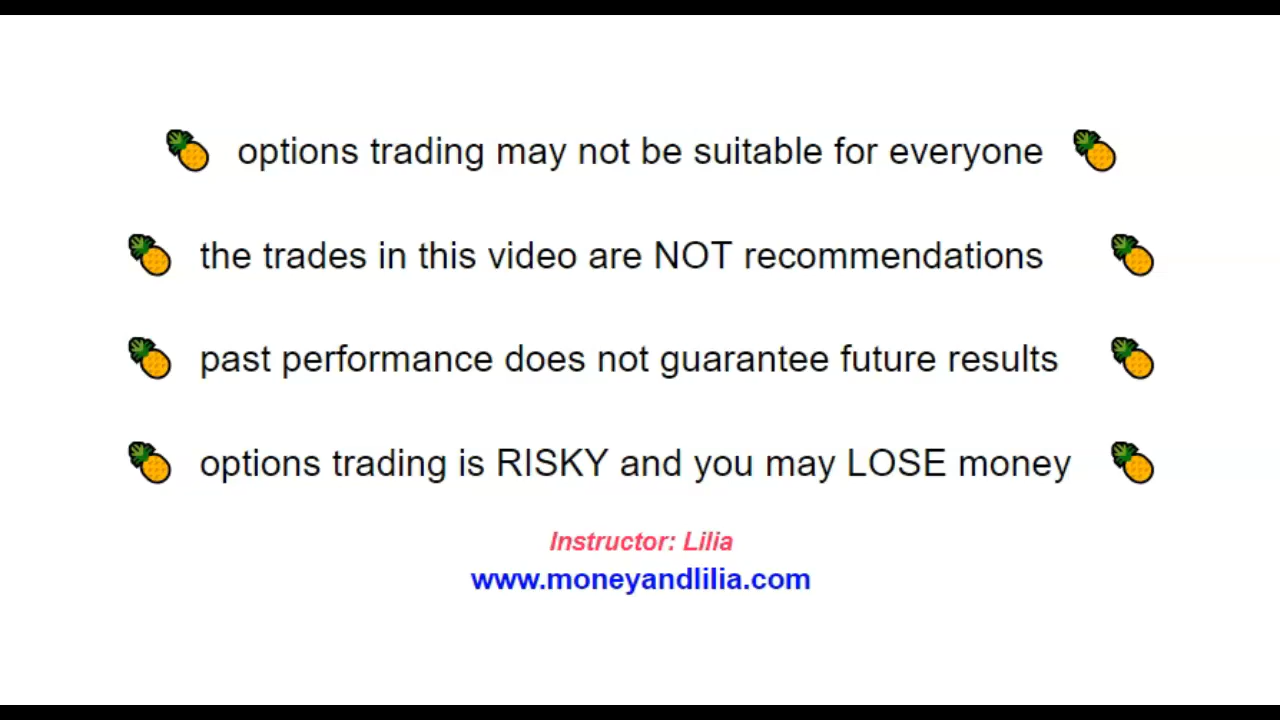 options trading may not be suitable for everyone
the trades in this video are NOT recommendations
past performance does not guarantee future results
options trading is RISKY and you may LOSE money
Instructor: Lilia
www.moneyandlilia.com